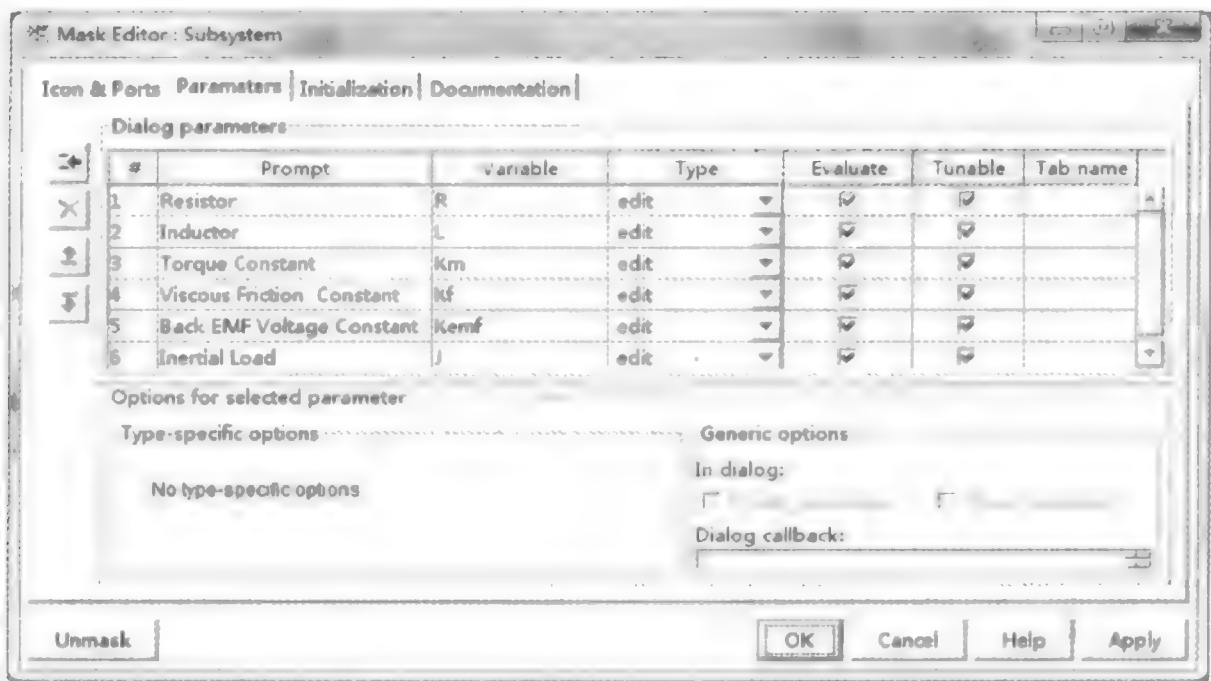 Mask Editor : Subsystem
Icon & Ports Parameters Initialization Documentation
Dialog parameters
# Prompt Variable Type Evaluate Tunable Tab name
1 Resistor R edit
2 Inductor L edit
3 Torque Constant Km edit
4 Viscous Friction Constant Kf edit
5 Back EMF Voltage Constant Kemf edit
6 Inertial Load J edit
Options for selected parameter
Type-specific options Generic options
No type-specific options
In dialog:
Dialog callback:
Unmask OK Cancel Help Apply